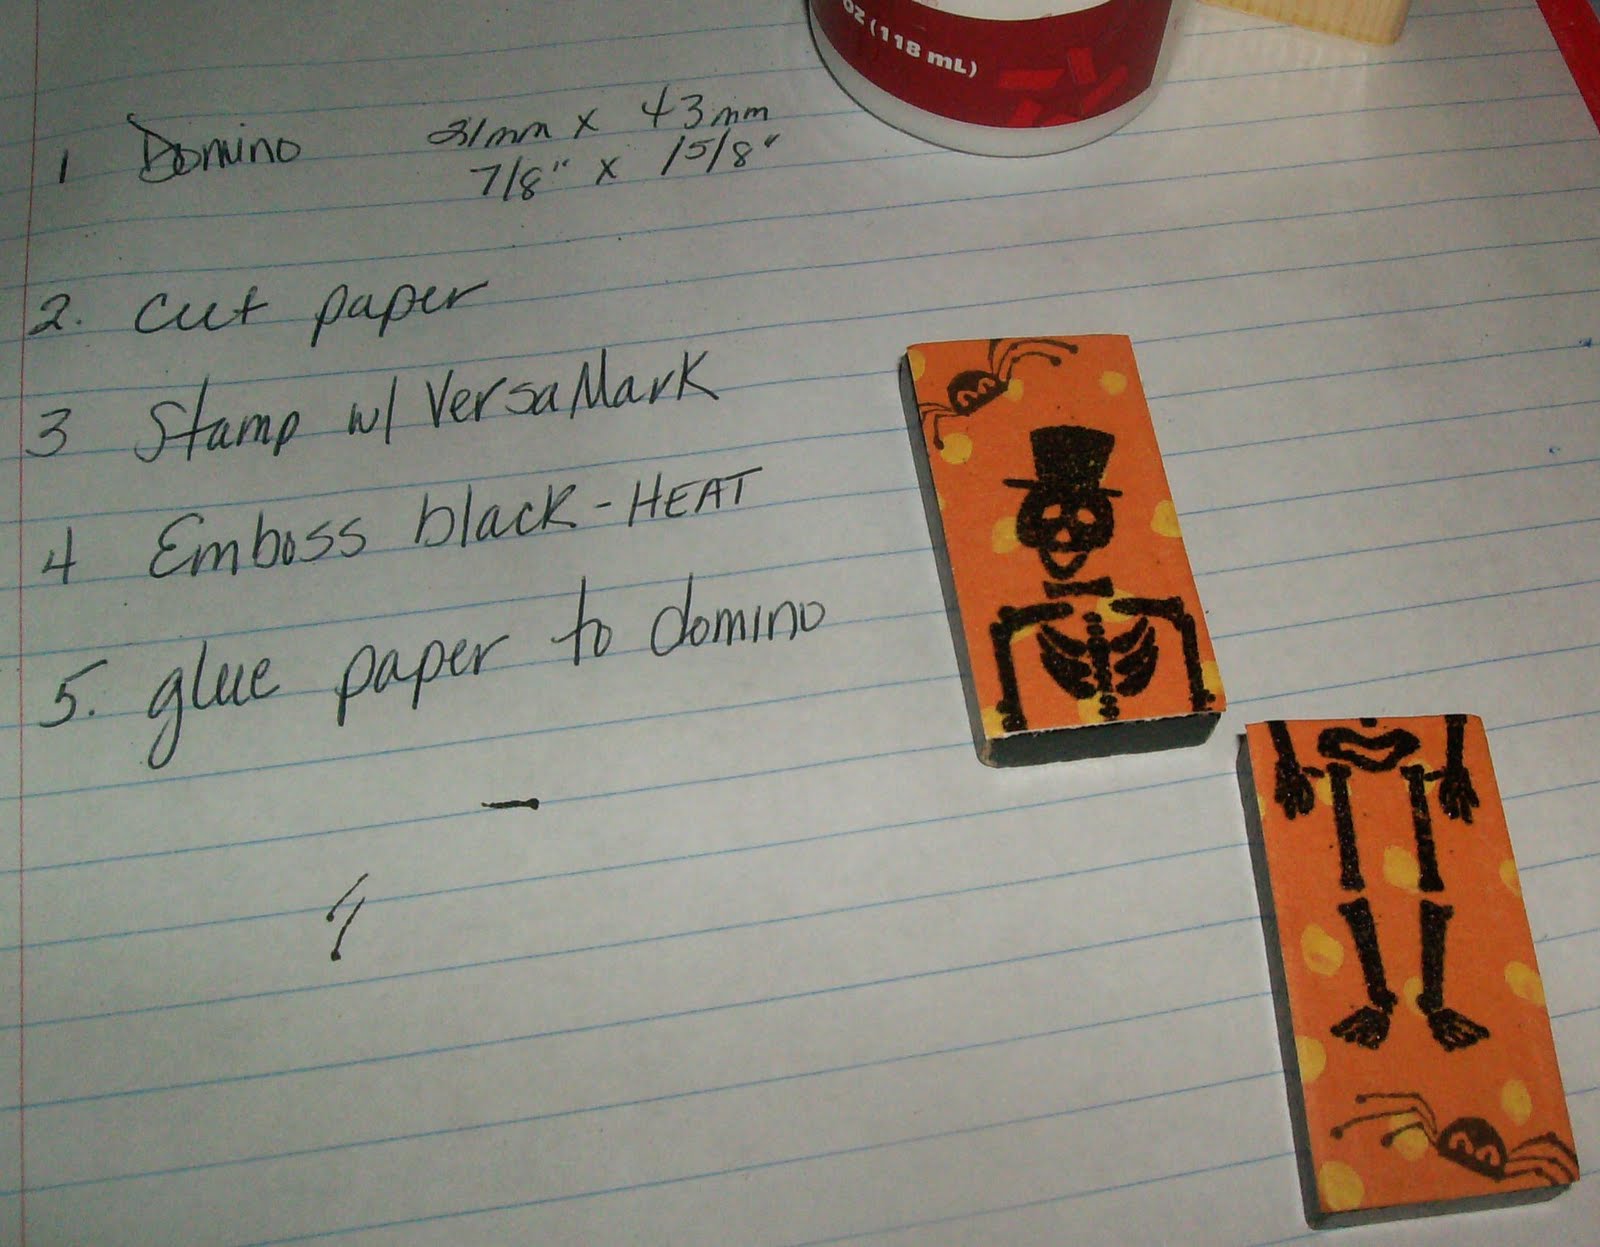 OZ (118 mL)
1 Domino 21mm x 43mm
7/8" x 15/8"
2. Cut paper
3 Stamp w/ VersaMark
4 Emboss black - HEAT
5. glue paper to domino